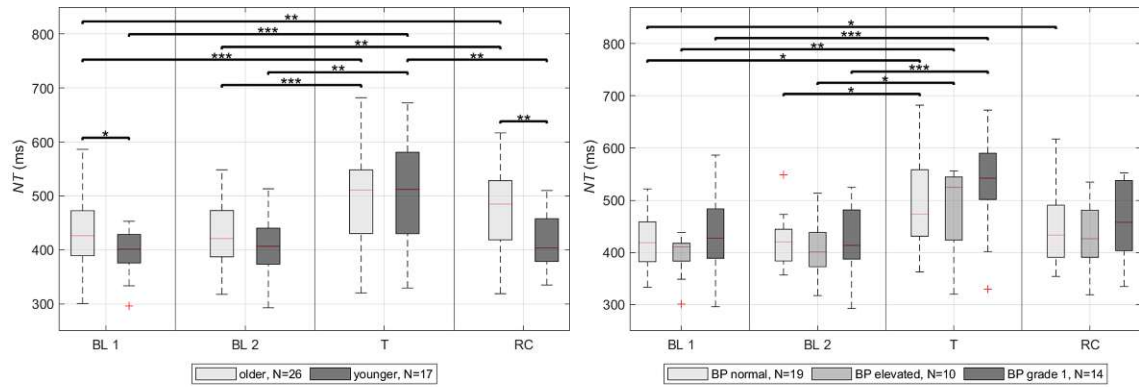 ** *
800 *** 800 ***
** **
*** ** *
** *
700 *** 700 ***
*
*
600 * ** 600
NT (ms) NT (ms)
500 500
400 400
300 300
BL 1 BL 2 T RC BL 1 BL 2 T RC
older, N=26 younger, N=17 BP normal, N=19 BP elevated, N=10 BP grade 1, N=14